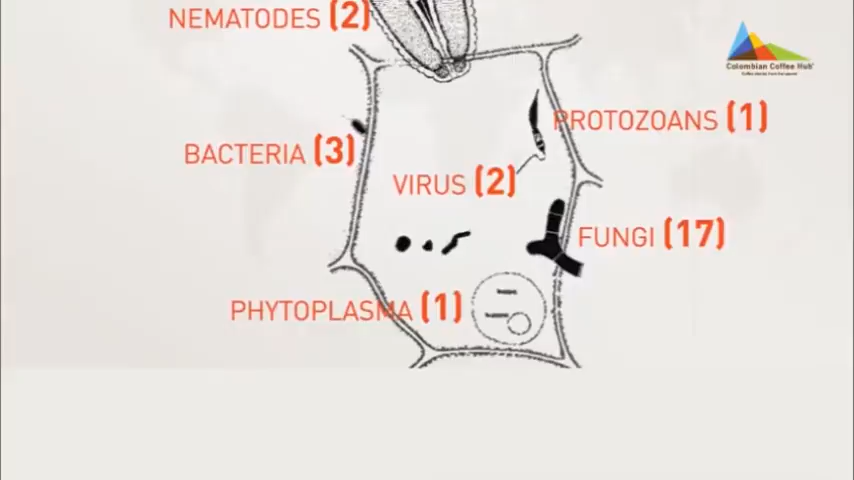 NEMATODES (2)
Colombian Coffee Hub
PROTOZOANS (1)
BACTERIA (3)
VIRUS (2)
FUNGI (17)
PHYTOPLASMA (1)